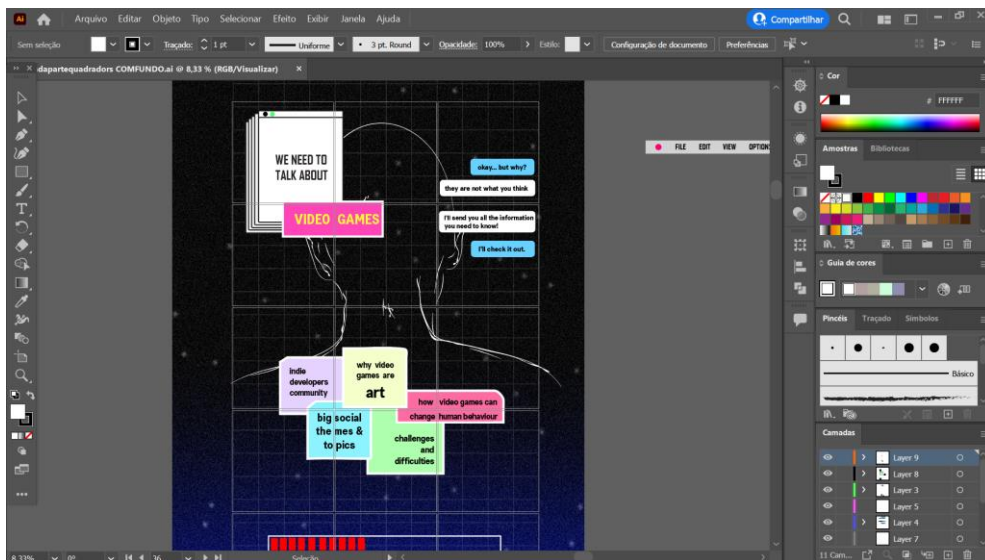 Ai Arquivo Editar Objeto Tipo Selecionar Efeito Exibir Janela Ajuda Compartilhar
Sem seleção Traçado: 1 pt Uniforme 3 pt. Round Opacidade: 100% Estilo: Configuração de documento Preferências
dapartequadradors COMFUNDO.ai @ 8,33 % (RGB/Visualizar) ×
WE NEED TO
TALK ABOUT
VIDEO GAMES
okay... but why?
they are not what you think
I'll send you all the information
you need to know!
I'll check it out.
FILE EDIT VIEW OPTIONS
indie
developers
community
why video
games are
art
how video games can
change human behaviour
big social
the mes &
to pics
challenges
and
difficulties
Cor
# FFFFFF
Amostras Bibliotecas
Guia de cores
Pincéis Traçado Símbolos
Básico
Camadas
Layer 9
Layer 8
Layer 3
Layer 5
Layer 4
Layer 7
11 Cam...
8,33% 0° 36 Seleção